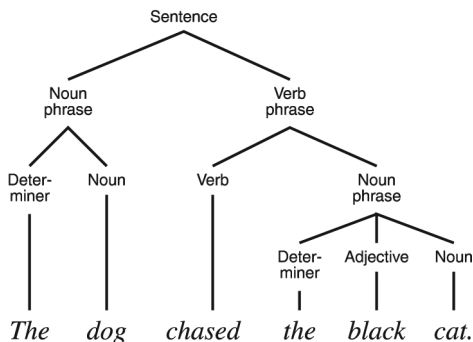 Sentence
Noun
phrase
Verb
phrase
Deter-
miner
Noun
Verb
Noun
phrase
Deter-
miner
Adjective
Noun
The dog chased the black cat.